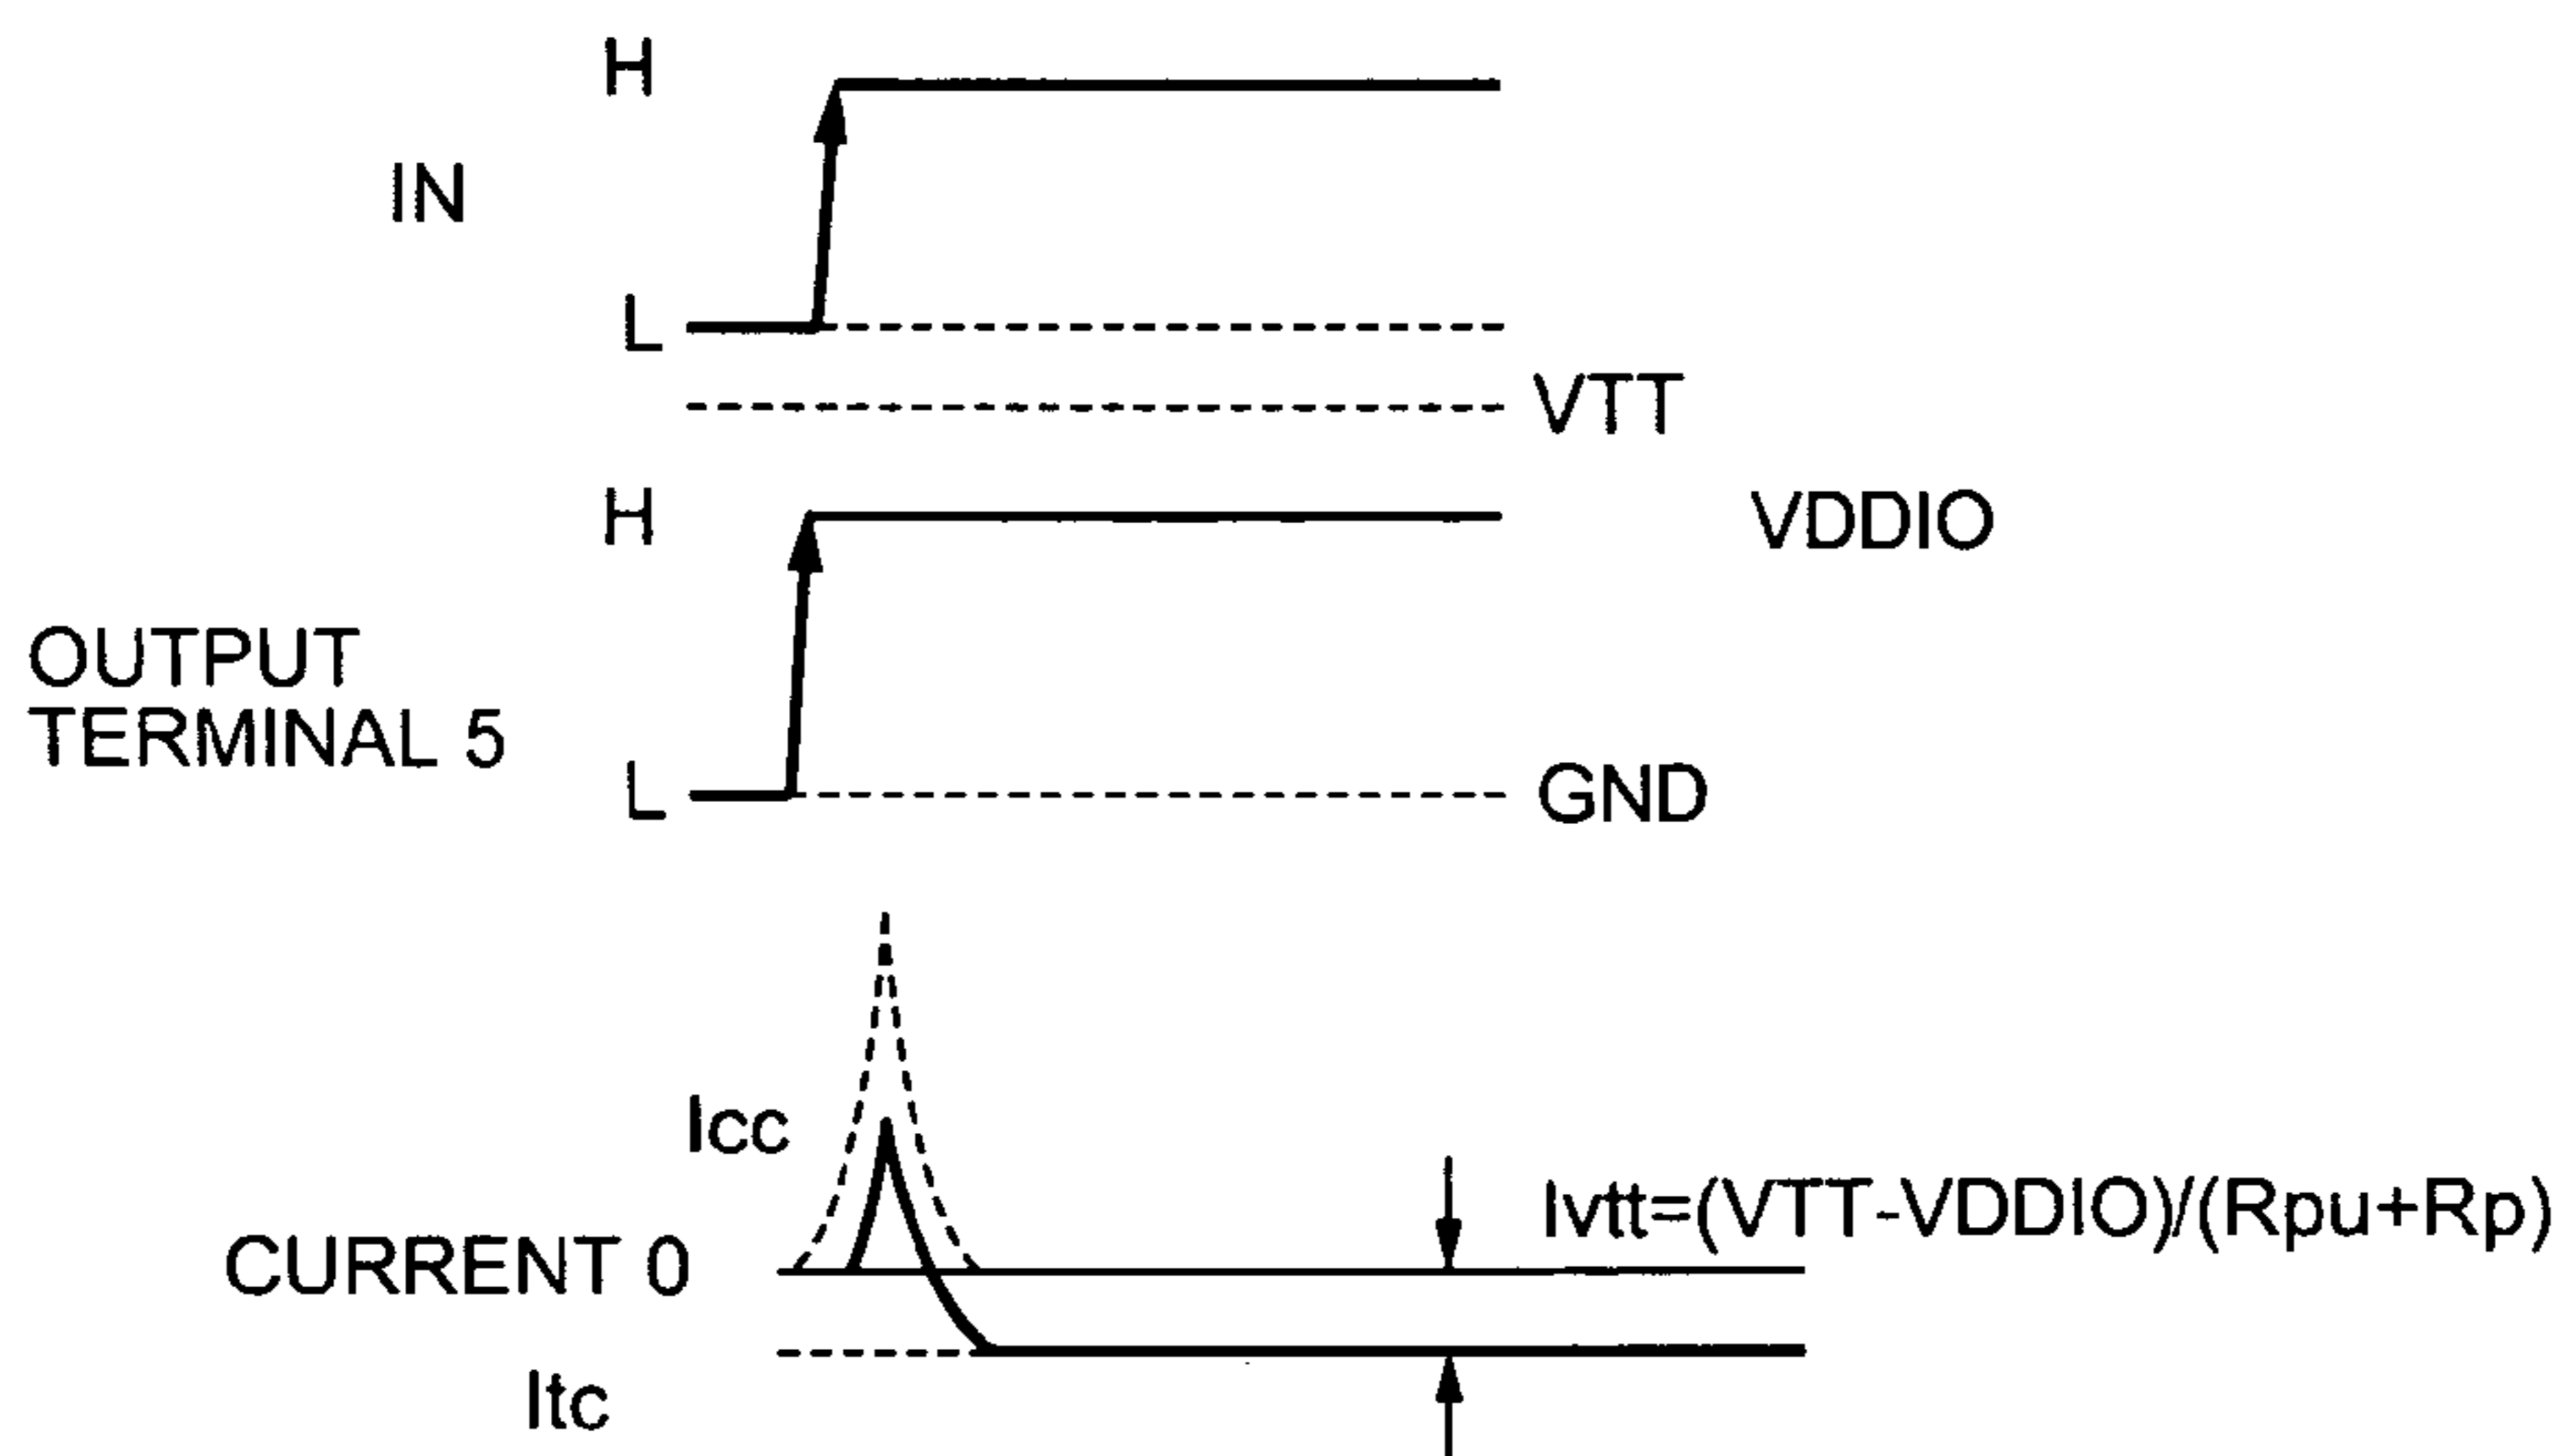 H
IN
L
VTT
H
VDDIO
OUTPUT
TERMINAL 5
L
GND
Icc
Ivtt=(VTT-VDDIO)/(Rpu+Rp)
CURRENT 0
Itc